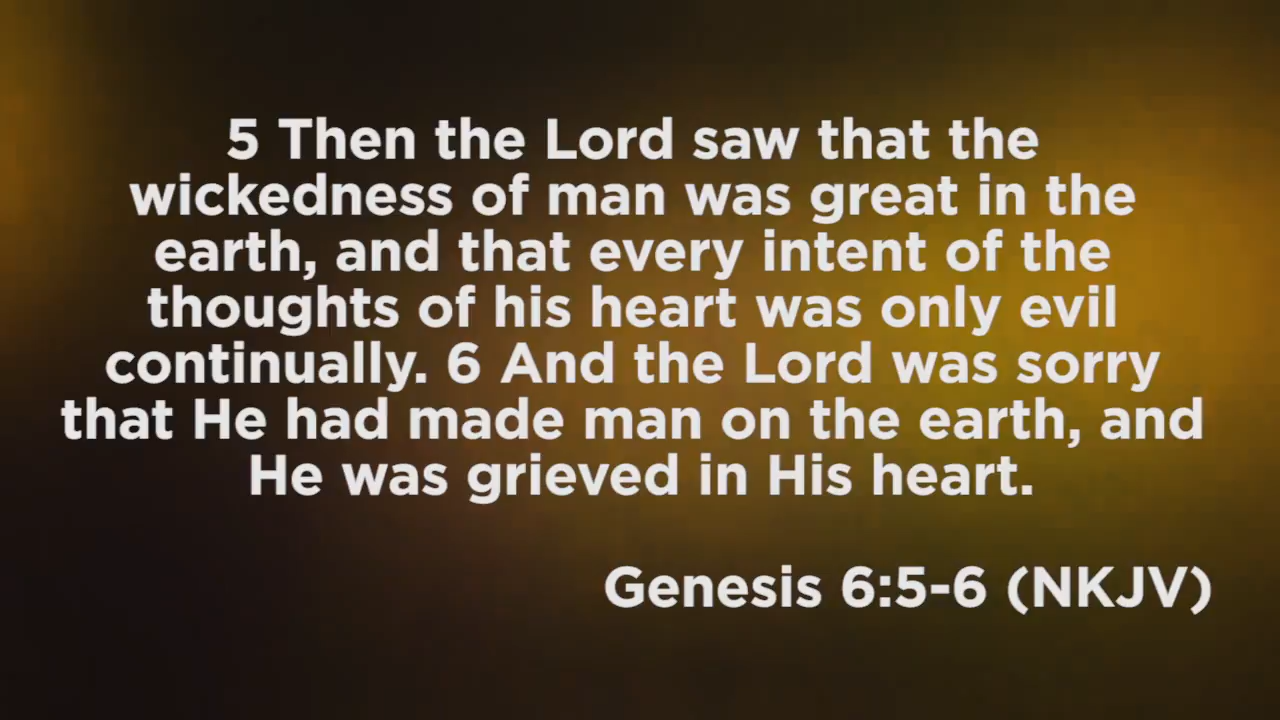 5 Then the Lord saw that the
wickedness of man was great in the
earth, and that every intent of the
thoughts of his heart was only evil
continually. 6 And the Lord was sorry
that He had made man on the earth, and
He was grieved in His heart.
Genesis 6:5-6 (NKJV)